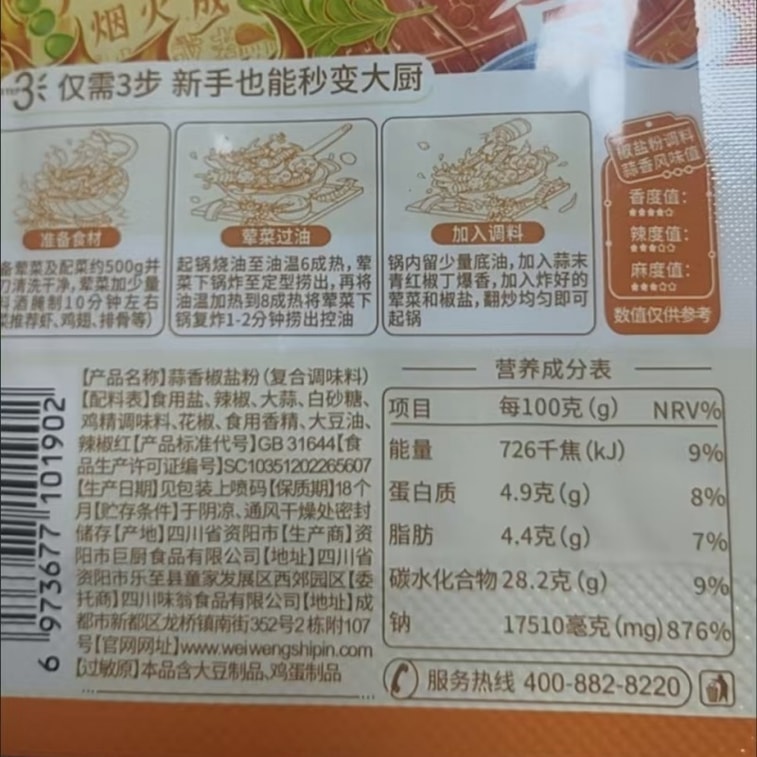 烟火成
3 仅需3步 新手也能秒变大厨
准备食材
备荤菜及配菜约500g并
刀清洗干净,荤菜加少量
料酒腌制10分钟左右
菜推荐虾、鸡翅、排骨等)
荤菜过油
起锅烧油至油温6成热,荤
菜下锅炸至定型捞出,再将
油温加热到8成热将荤菜下
锅复炸1-2分钟捞出控油
加入调料
锅内留少量底油,加入蒜末
青红椒丁爆香,加入炸好的
荤菜和椒盐,翻炒均匀即可
起锅
椒盐粉调料
蒜香风味值
香度值:
辣度值:
麻度值:
数值仅供参考
【产品名称】蒜香椒盐粉(复合调味料)
【配料表】食用盐、辣椒、大蒜、白砂糖、
鸡精调味料、花椒、食用香精、大豆油、
辣椒红【产品标准代号】GB 31644【食
品生产许可证编号】SC10351202265607
【生产日期】见包装上喷码【保质期】18个
月【贮存条件】于阴凉、通风干燥处密封
储存【产地】四川省资阳市【生产商】资
阳市巨厨食品有限公司【地址】四川省
资阳市乐至县童家发展区西郊园区【委
托商】四川味翁食品有限公司【地址】成
都市新都区龙桥镇南街352号2栋附107
号【官网网址】www.weiwengshipin.com
【过敏原】本品含大豆制品、鸡蛋制品
6 973677 101902
营养成分表
项目 每100克(g) NRV%
能量 726千焦(kJ) 9%
蛋白质 4.9克(g) 8%
脂肪 4.4克(g) 7%
碳水化合物 28.2克(g) 9%
钠 17510毫克(mg) 876%
服务热线 400-882-8220